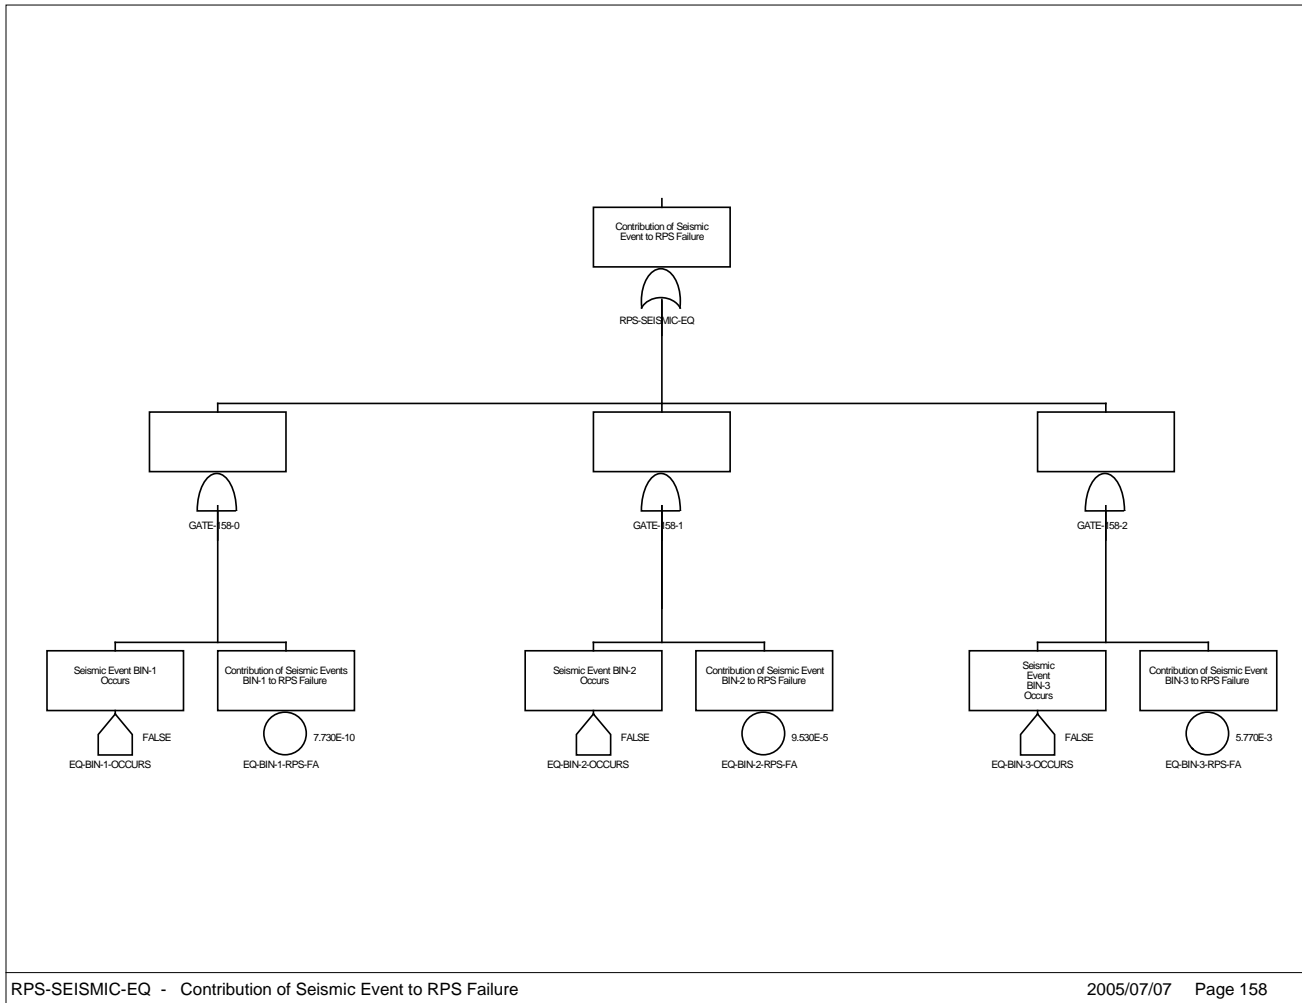 Contribution of Seismic
Event to RPS Failure
RPS-SEISMIC-EQ
GATE-158-0
GATE-158-1
GATE-158-2
Seismic Event BIN-1
Occurs
FALSE
EQ-BIN-1-OCCURS
Contribution of Seismic Events
BIN-1 to RPS Failure
7.730E-10
EQ-BIN-1-RPS-FA
Seismic Event BIN-2
Occurs
FALSE
EQ-BIN-2-OCCURS
Contribution of Seismic Event
BIN-2 to RPS Failure
9.530E-5
EQ-BIN-2-RPS-FA
Seismic
Event
BIN-3
Occurs
FALSE
EQ-BIN-3-OCCURS
Contribution of Seismic Event
BIN-3 to RPS Failure
5.770E-3
EQ-BIN-3-RPS-FA
RPS-SEISMIC-EQ - Contribution of Seismic Event to RPS Failure
2005/07/07 Page 158